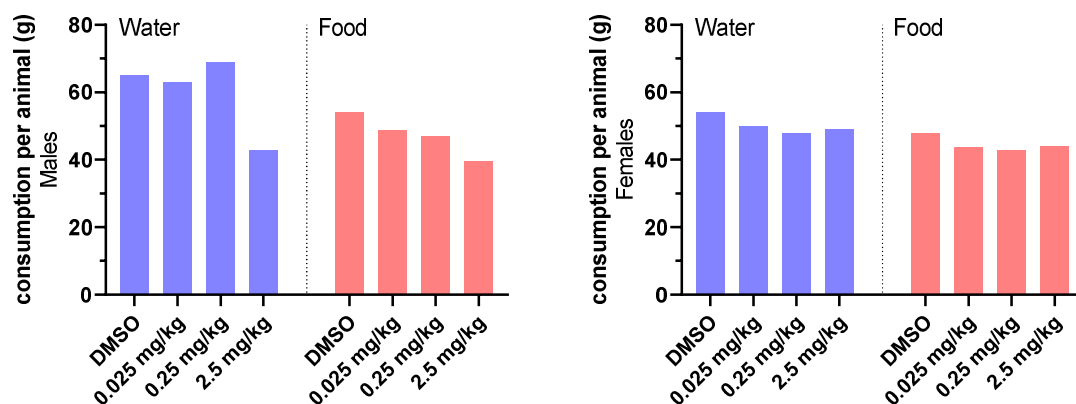 consumption per animal (g)
Males
80
60
40
20
0
Water
Food
DMSO
0.025 mg/kg
0.25 mg/kg
2.5 mg/kg
DMSO
0.025 mg/kg
0.25 mg/kg
2.5 mg/kg
consumption per animal (g)
Females
80
60
40
20
0
Water
Food
DMSO
0.025 mg/kg
0.25 mg/kg
2.5 mg/kg
DMSO
0.025 mg/kg
0.25 mg/kg
2.5 mg/kg